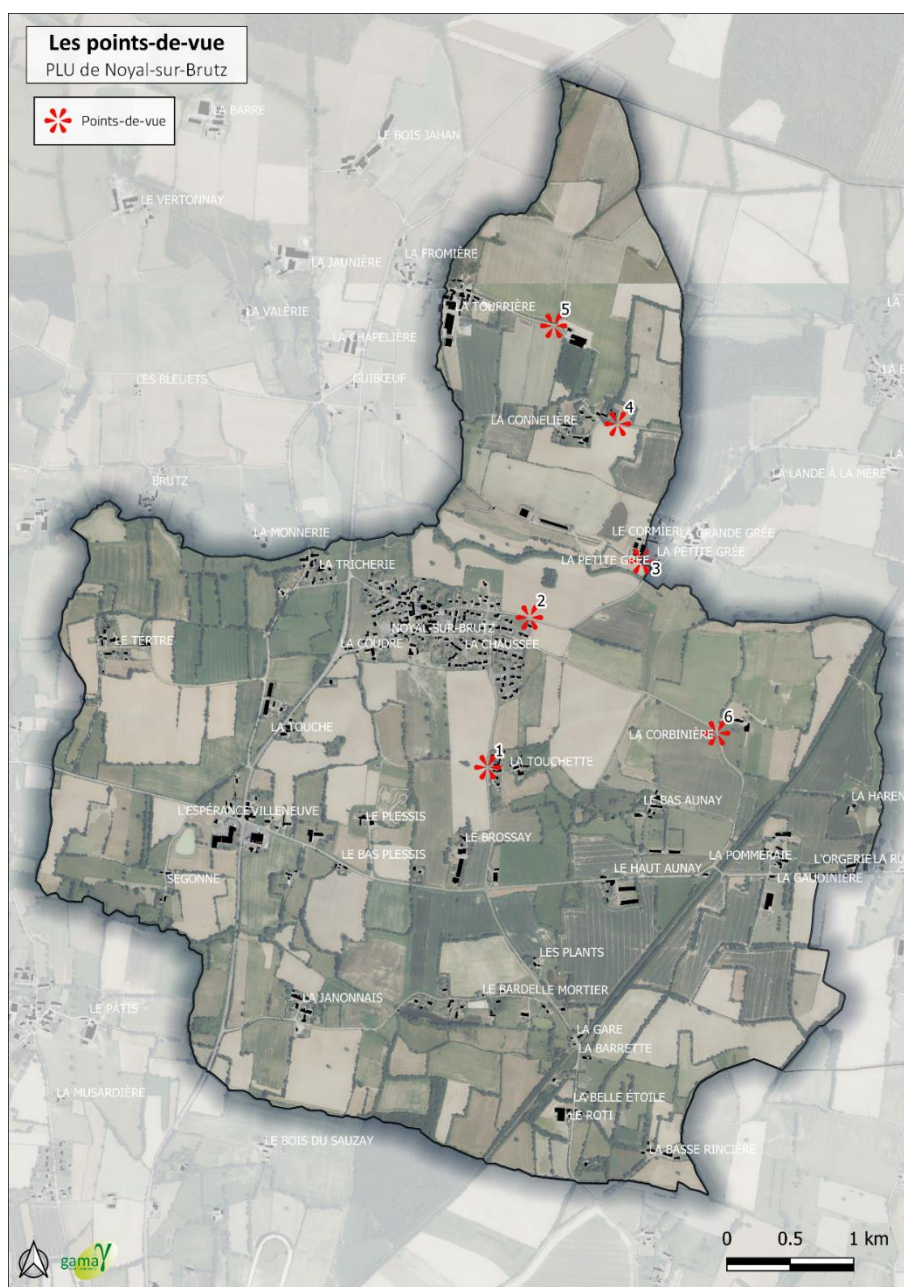 Les points-de-vue
PLU de Noyal-sur-Brutz
Points-de-vue
LA BARRE
LE BOIS JAHAN
LE VERTONNAY
LA FROMIÈRE
LA JAUNIÈRE
LA TOURRIÈRE
5
LA VALÉRIE
LA CHAPELIÈRE
LES BLEUETS
GUIBŒUF
4
LA CONNELIÈRE
LA LANDE À LA MÈRE
BRUTZ
LA MONNERIE
LE CORMIER
LA GRANDE GRÉE
LA PETITE GRÉE
LA PETITE GRÉE
3
LA TRICHERIE
2
NOYAL-SUR-BRUTZ
LE TERTRE
LA COUDRE
LA CHAUSSÉE
6
LA TOUCHE
LA CORBINIÈRE
1
LA TOUCHETTE
LE BAS AUNAY
L'ESPÉRANCE
VILLENEUVE
LE PLESSIS
LE BROSSAY
LE BAS PLESSIS
LA POMMERAIE
L'ORGERIE
SÉGONNE
LE HAUT AUNAY
LA GAUDINIÈRE
LES PLANTS
LA JANONNAIS
LE BARDELLE
MORTIER
LE PÂTIS
LA GARE
LA BARRETTE
LA MUSARDIÈRE
LA BELLE ÉTOILE
LE ROTI
LE BOIS DU SAUZAY
LA BASSE RINCIÈRE
gama
0 0.5 1 km